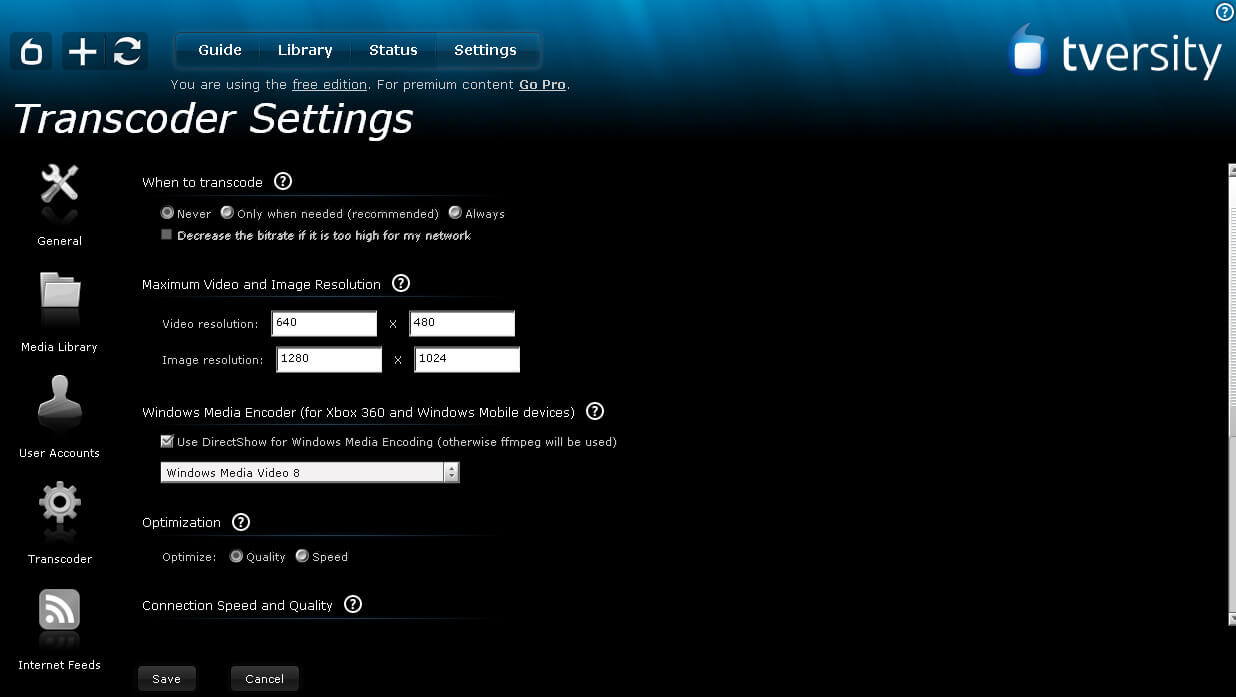 Guide Library Status Settings
tversity
You are using the free edition. For premium content Go Pro.
Transcoder Settings
General
Media Library
User Accounts
Transcoder
Internet Feeds
When to transcode ?
Never Only when needed (recommended) Always
Decrease the bitrate if it is too high for my network
Maximum Video and Image Resolution ?
Video resolution: 640 X 480
Image resolution: 1280 X 1024
Windows Media Encoder (for Xbox 360 and Windows Mobile devices) ?
Use DirectShow for Windows Media Encoding (otherwise ffmpeg will be used)
Windows Media Video 8
Optimization ?
Optimize: Quality Speed
Connection Speed and Quality ?
Save Cancel
?